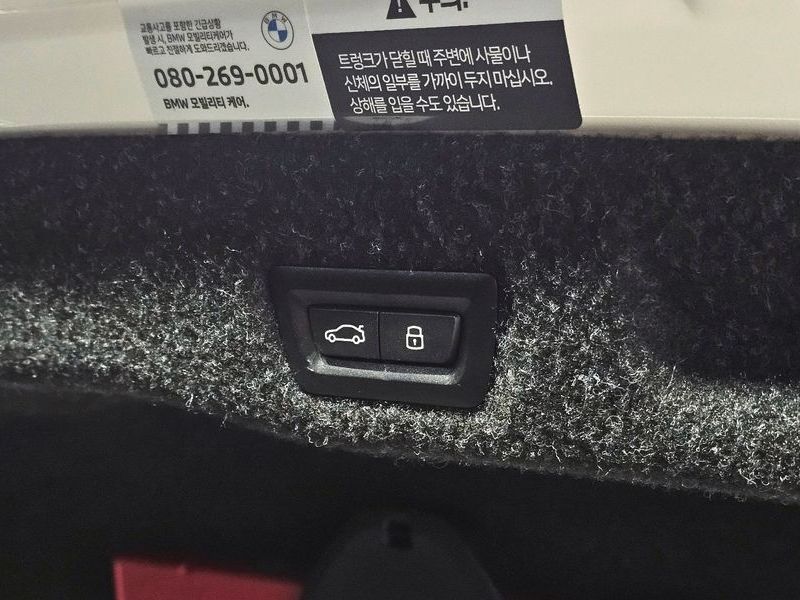 교통사고를 포함한 긴급상황
발생 시, BMW 모빌리티케어가
빠르고 친절하게 도와드리겠습니다.
BMW
080-269-0001
BMW 모빌리티 케어.
트렁크가 닫힐 때 주변에 사물이나
신체의 일부를 가까이 두지 마십시오.
상해를 입을 수도 있습니다.